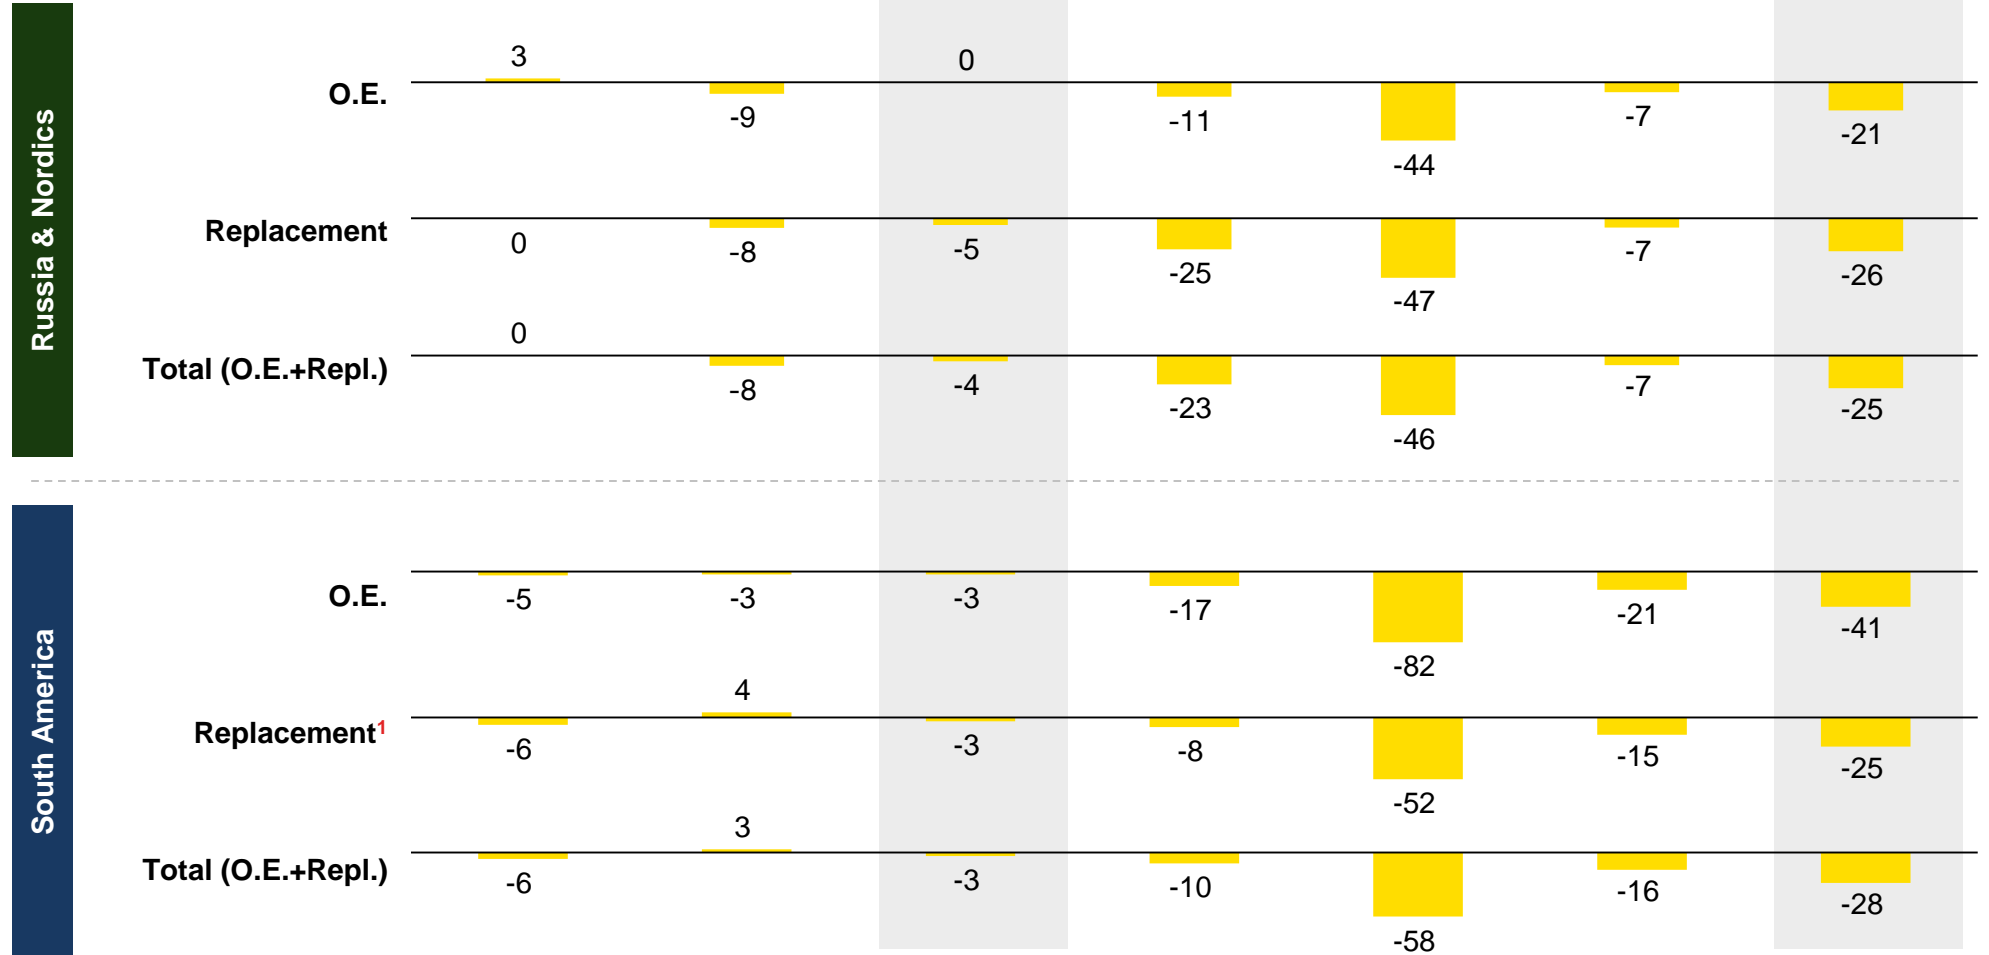 Russia & Nordics
O.E.
3 -9 0 -11 -44 -7 -21
Replacement
0 -8 -5 -25 -47 -7 -26
Total (O.E.+Repl.)
0 -8 -4 -23 -46 -7 -25
South America
O.E.
-5 -3 -3 -17 -82 -21 -41
Replacement¹
-6 4 -3 -8 -52 -15 -25
Total (O.E.+Repl.)
-6 3 -3 -10 -58 -16 -28